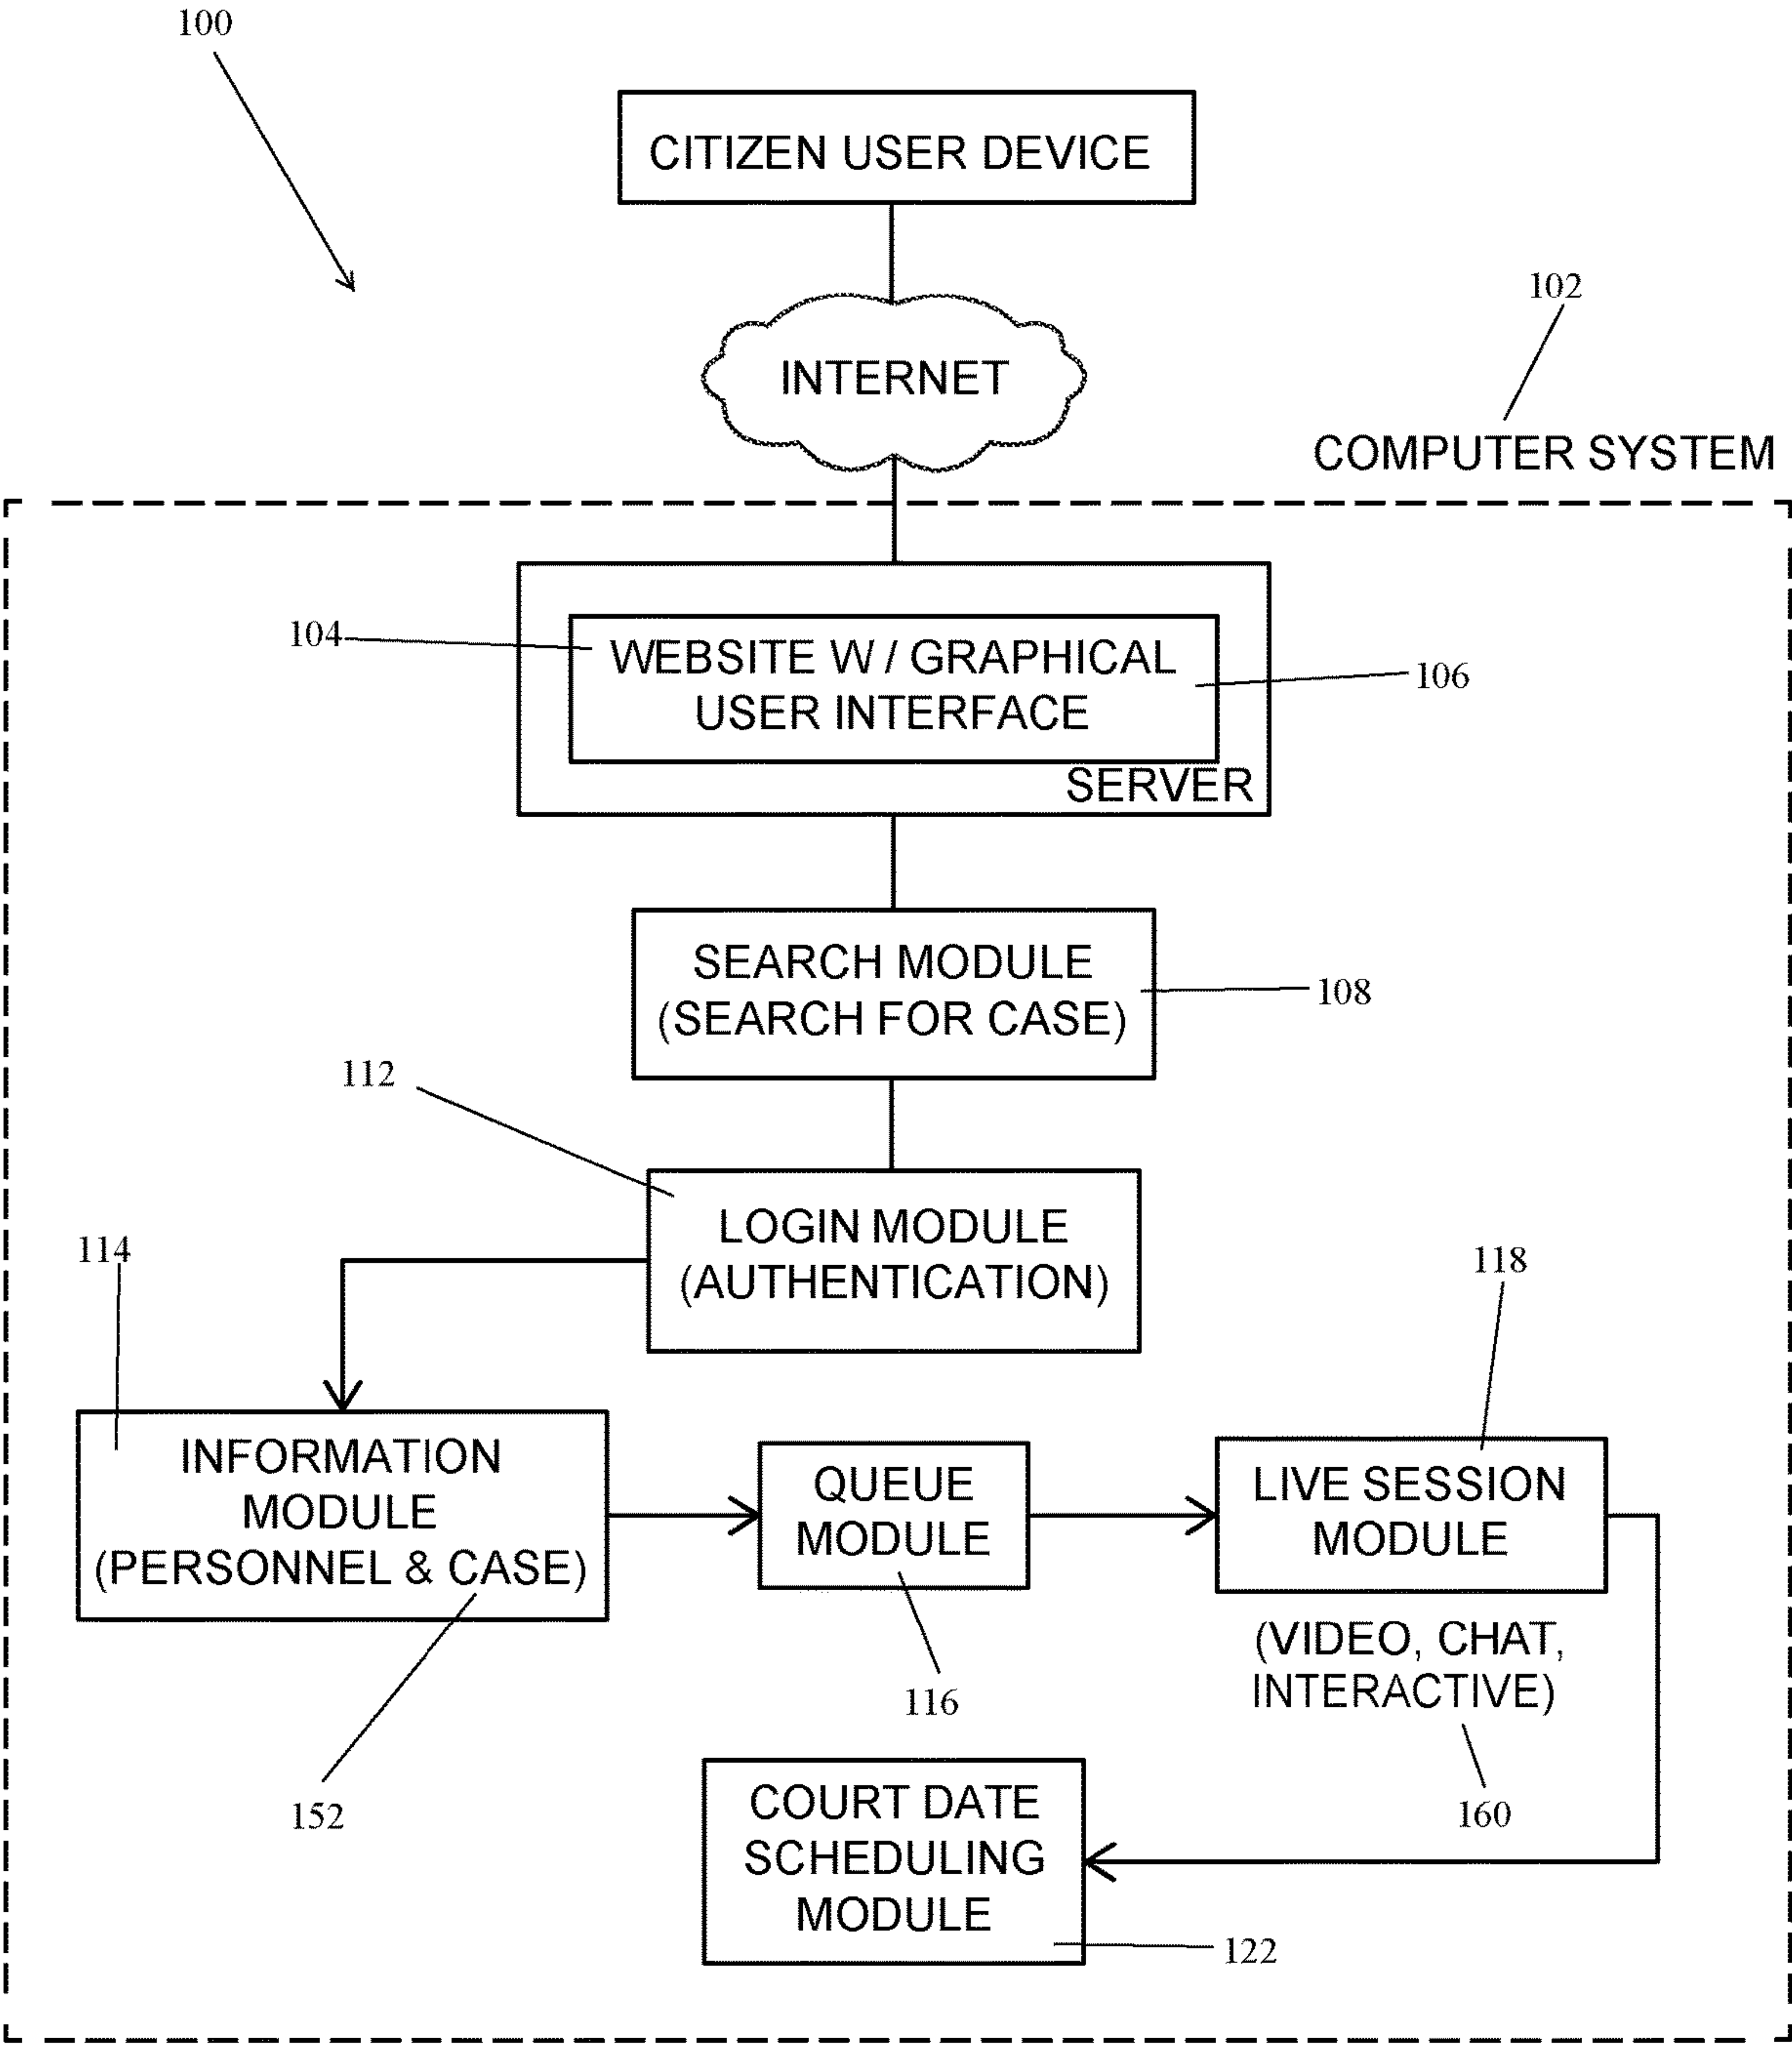 100
CITIZEN USER DEVICE
INTERNET
102
COMPUTER SYSTEM
104
WEBSITE W / GRAPHICAL
USER INTERFACE
106
SERVER
SEARCH MODULE
(SEARCH FOR CASE)
108
112
LOGIN MODULE
(AUTHENTICATION)
114
INFORMATION
MODULE
(PERSONNEL & CASE)
152
QUEUE
MODULE
116
118
LIVE SESSION
MODULE
(VIDEO, CHAT,
INTERACTIVE)
160
COURT DATE
SCHEDULING
MODULE
122